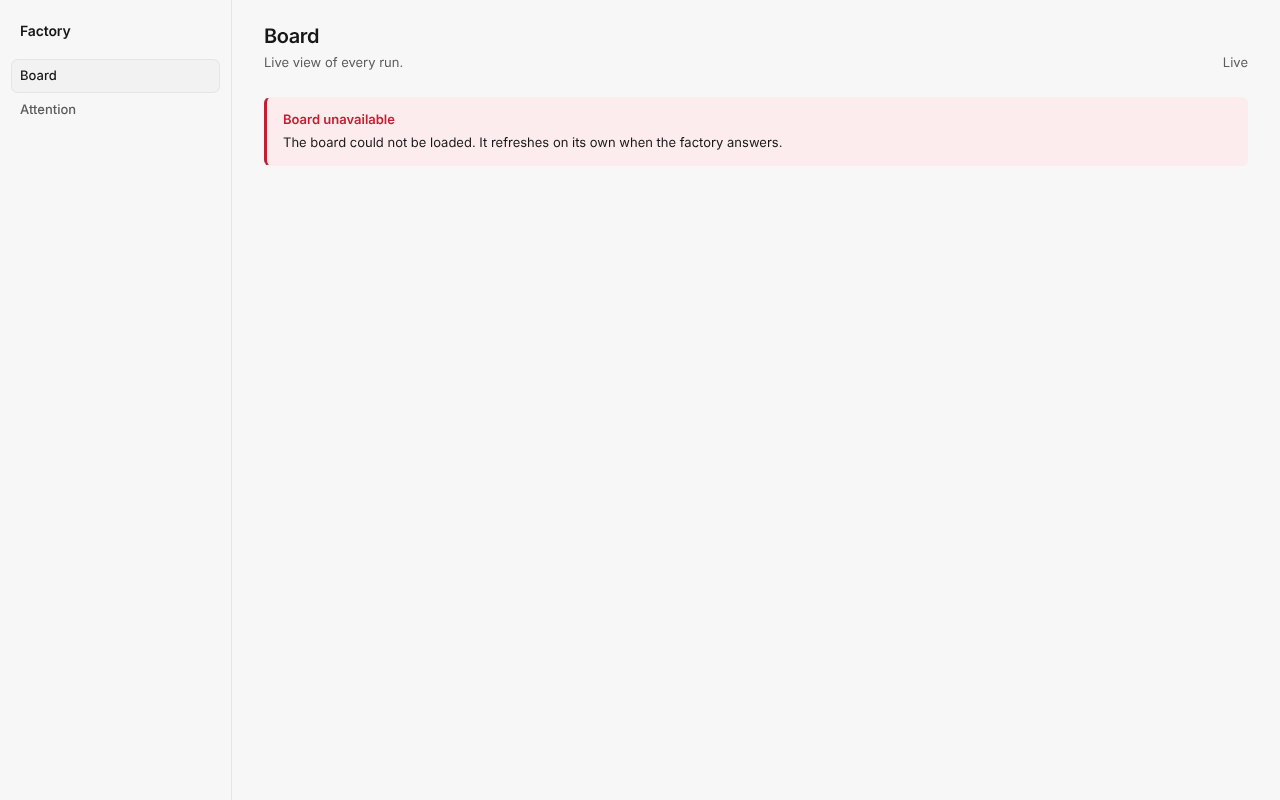 Factory
Board
Attention
Board
Live view of every run.
Live
Board unavailable
The board could not be loaded. It refreshes on its own when the factory answers.